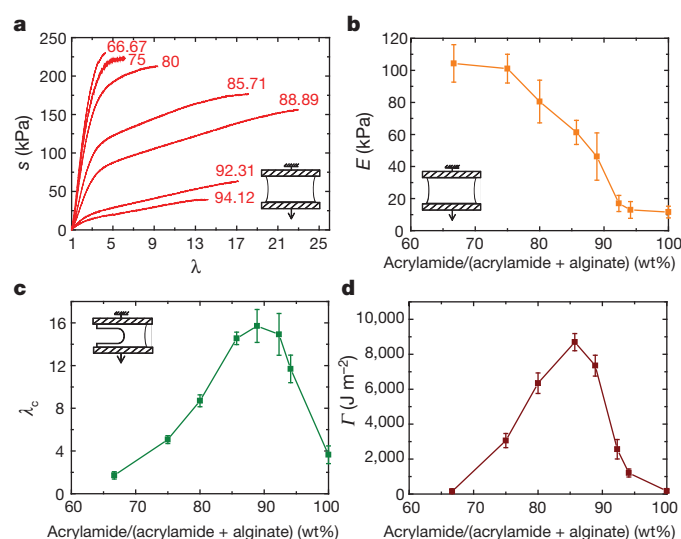 a
250
200
150
100
50
0
s (kPa)
66.67
75
80
85.71
88.89
92.31
94.12
1 5 9 13 17 21 25
λ
b
120
100
80
60
40
20
0
E (kPa)
60 70 80 90 100
Acrylamide/(acrylamide + alginate) (wt%)
c
16
12
8
4
0
λc
60 70 80 90 100
Acrylamide/(acrylamide + alginate) (wt%)
d
10,000
8,000
6,000
4,000
2,000
0
Γ (J m⁻²)
60 70 80 90 100
Acrylamide/(acrylamide + alginate) (wt%)